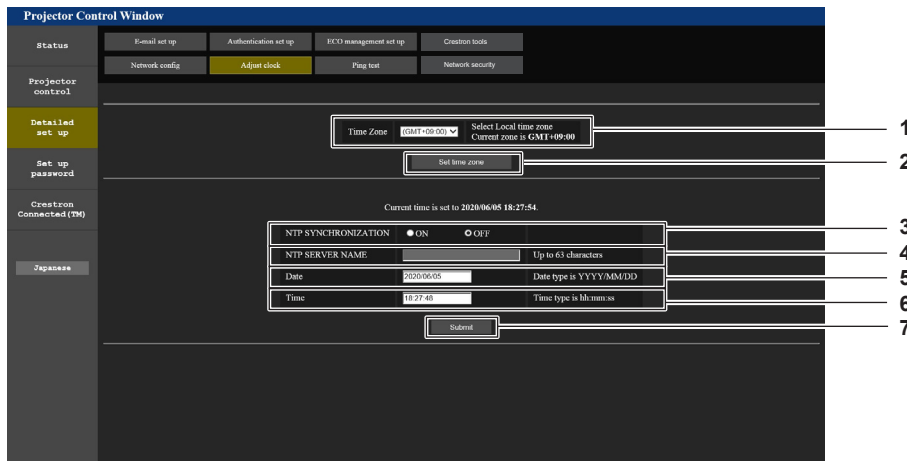 Projector Control Window
Status
E-mail set up
Authentication set up
ECO management set up
Crestron tools
Network config
Adjust clock
Ping test
Network security
Projector
control
Detailed
set up
Set up
password
Crestron
Connected(TM)
Japanese
Time Zone
(GMT+09:00)
Select Local time zone
Current zone is GMT+09:00
1
Set time zone
2
Current time is set to 2020/06/05 18:27:54.
NTP SYNCHRONIZATION ON OFF
3
NTP SERVER NAME Up to 63 characters
4
Date 2020/06/05 Date type is YYYY/MM/DD
5
Time 18:27:48 Time type is hh:mm:ss
6
Submit
7